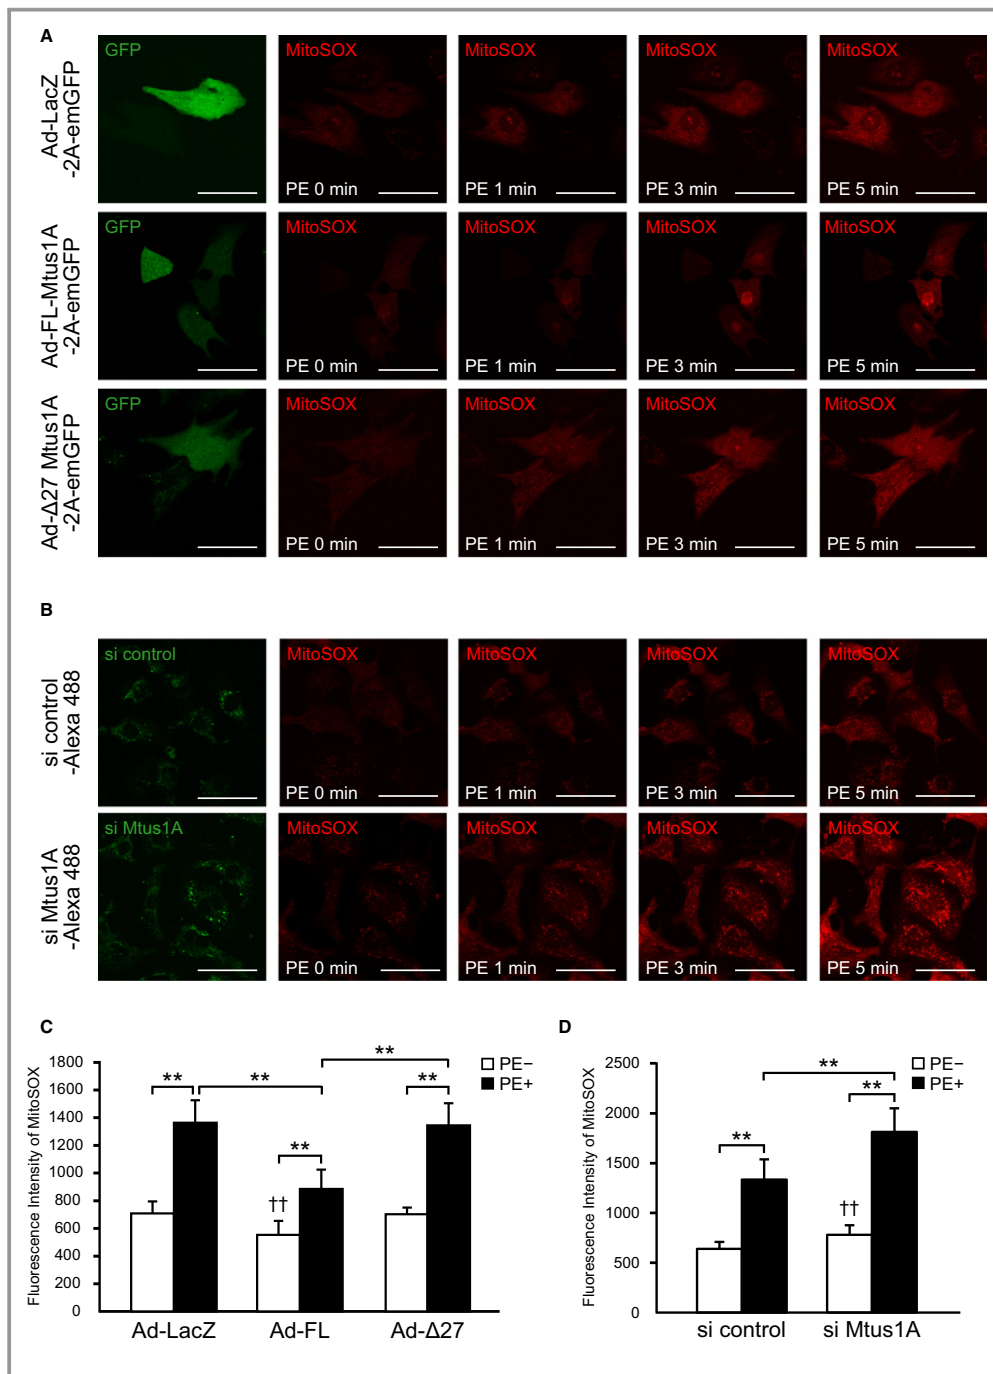 A
Ad-LacZ
-2A-emGFP
GFP
MitoSOX
PE 0 min
MitoSOX
PE 1 min
MitoSOX
PE 3 min
MitoSOX
PE 5 min
Ad-FL-Mtus1A
-2A-emGFP
GFP
MitoSOX
PE 0 min
MitoSOX
PE 1 min
MitoSOX
PE 3 min
MitoSOX
PE 5 min
Ad-Δ27 Mtus1A
-2A-emGFP
GFP
MitoSOX
PE 0 min
MitoSOX
PE 1 min
MitoSOX
PE 3 min
MitoSOX
PE 5 min
B
si control
-Alexa 488
si control
MitoSOX
PE 0 min
MitoSOX
PE 1 min
MitoSOX
PE 3 min
MitoSOX
PE 5 min
si Mtus1A
-Alexa 488
si Mtus1A
MitoSOX
PE 0 min
MitoSOX
PE 1 min
MitoSOX
PE 3 min
MitoSOX
PE 5 min
C
Fluorescence Intensity of MitoSOX
1800
1600
1400
1200
1000
800
600
400
200
0
**
**
**
**
**
††
PE−
PE+
Ad-LacZ
Ad-FL
Ad-Δ27
D
Fluorescence Intensity of MitoSOX
2500
2000
1500
1000
500
0
**
**
**
††
PE−
PE+
si control
si Mtus1A